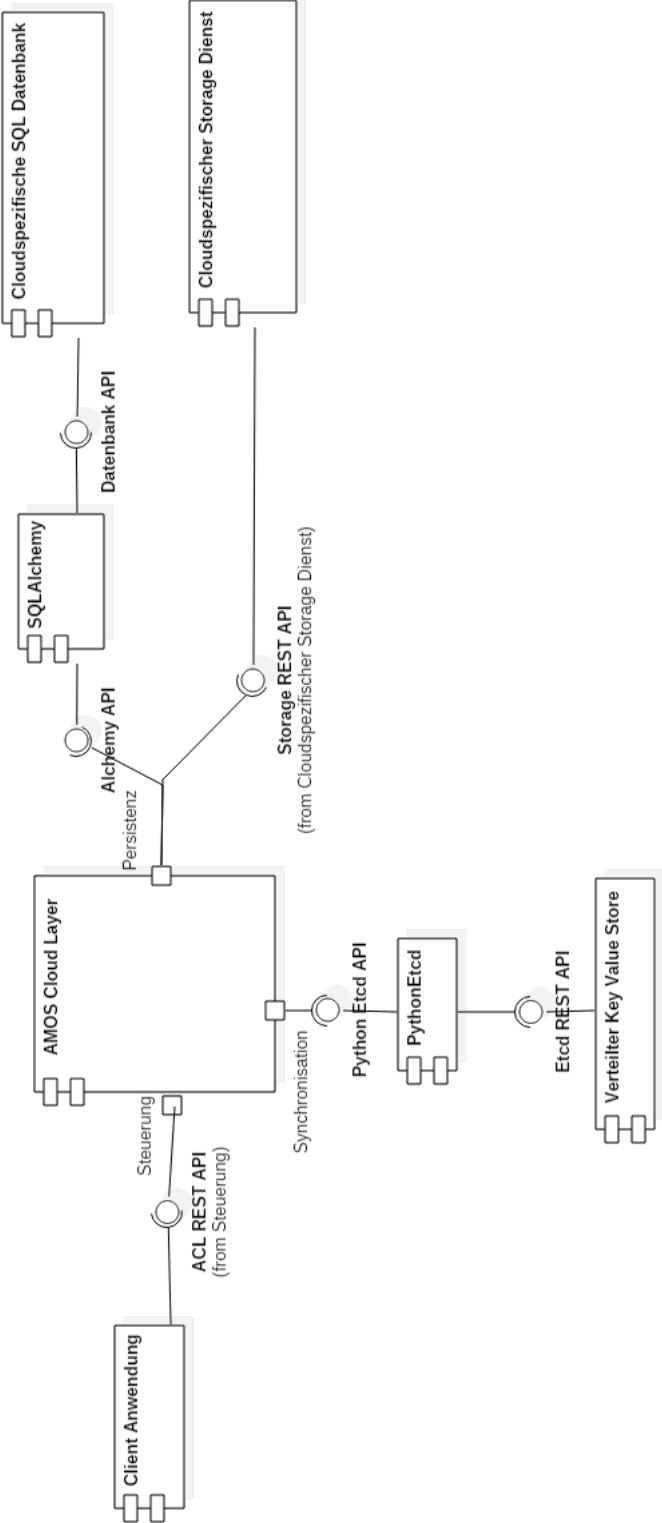 Client Anwendung
ACL REST API
(from Steuerung)
Steuerung
AMOS Cloud Layer
Synchronisation
Python Etcd API
PythonEtcd
Etcd REST API
Verteilter Key Value Store
Persistenz
Alchemy API
SQLAlchemy
Datenbank API
Cloudspezifische SQL Datenbank
Storage REST API
(from Cloudspezifischer Storage Dienst)
Cloudspezifischer Storage Dienst